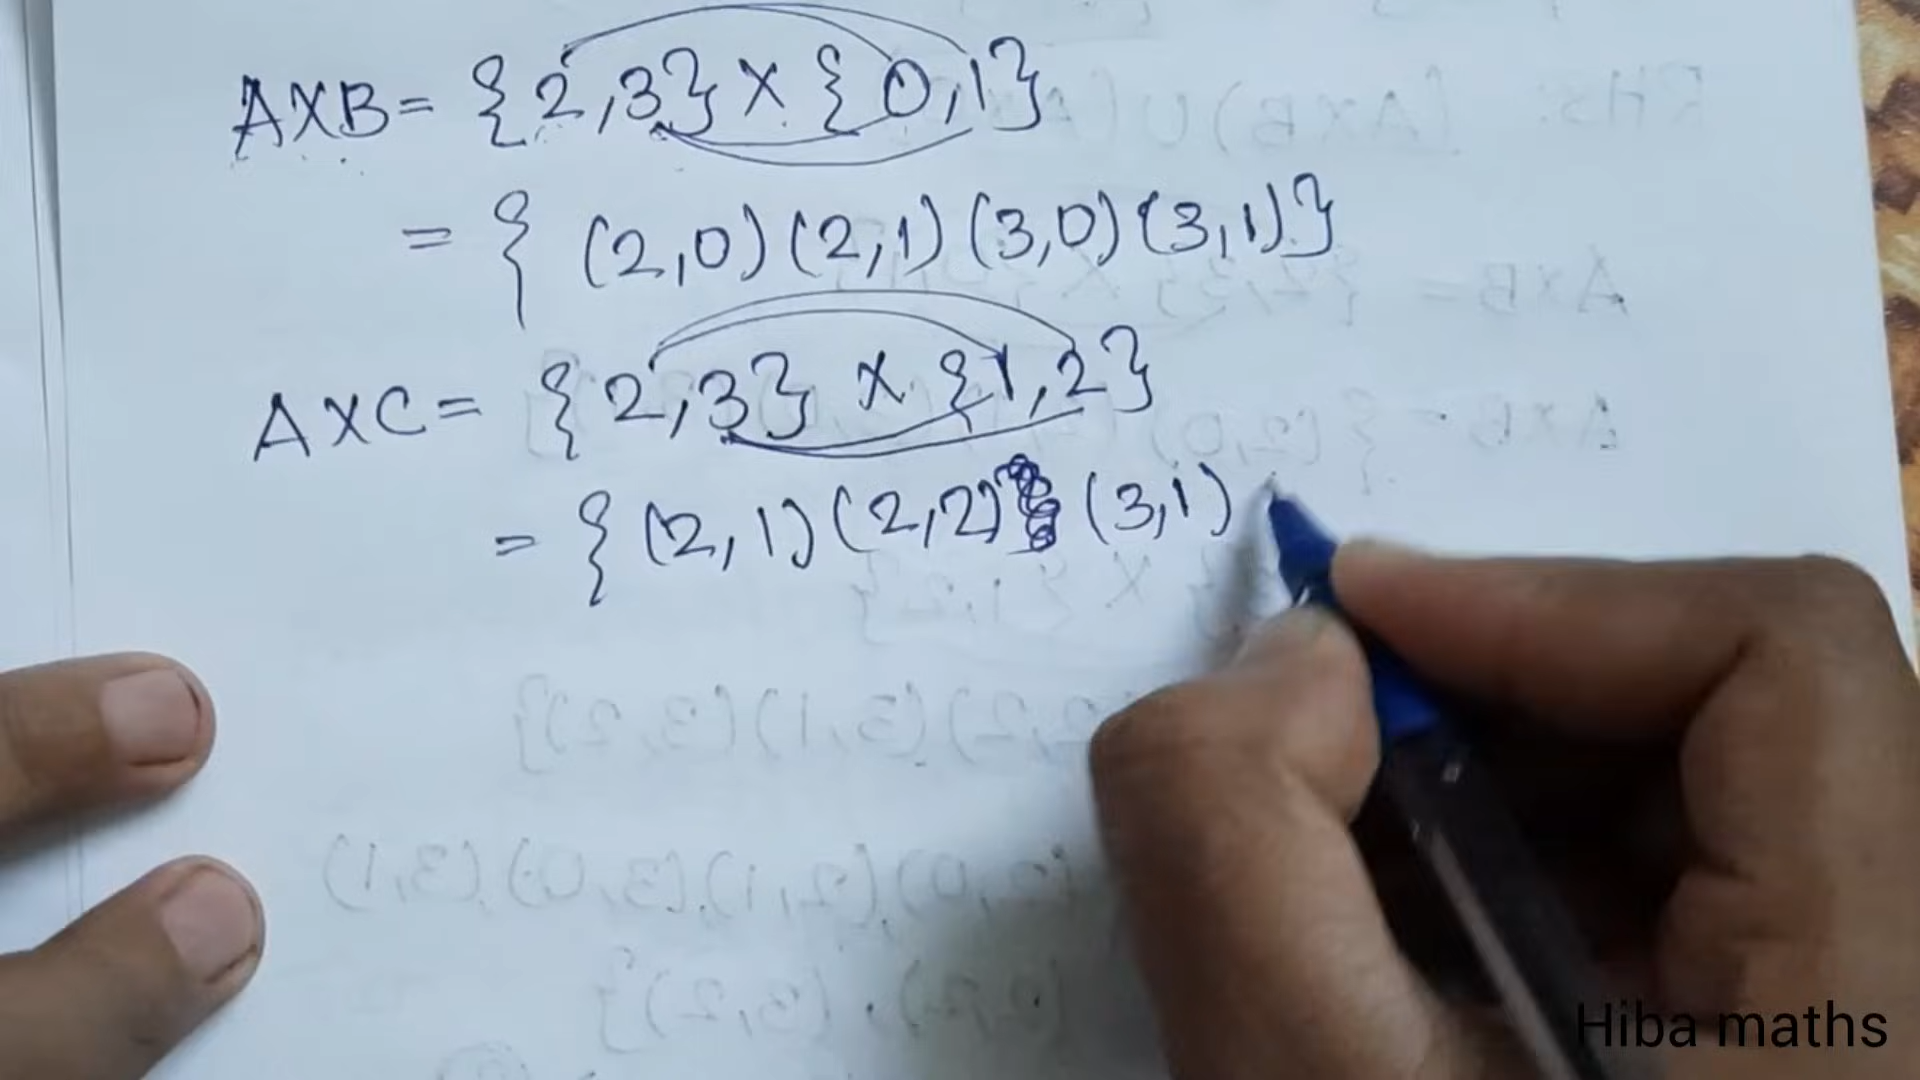 A×B = {2,3} × {0,1}
= { (2,0) (2,1) (3,0) (3,1)}
A×C = {2,3} × {1,2}
= { (2,1) (2,2) (3,1)
Hiba maths